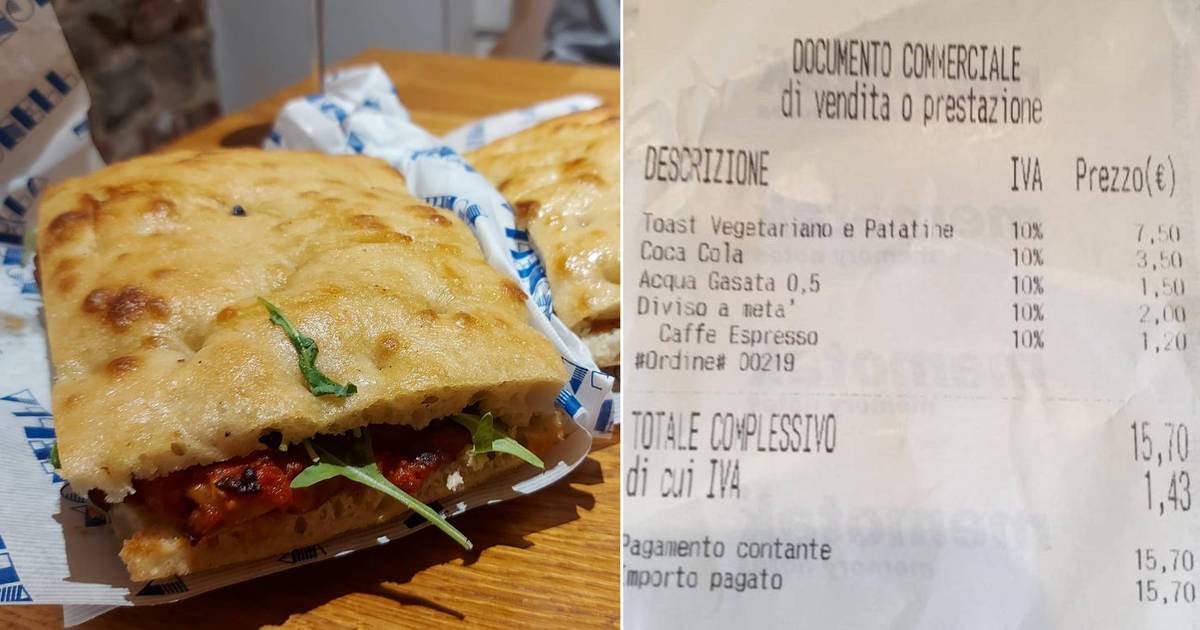 DOCUMENTO COMMERCIALE
di vendita o prestazione
DESCRIZIONE IVA Prezzo(€)
Toast Vegetariano e Patatine 10% 7,50
Coca Cola 10% 3,50
Acqua Gasata 0,5 10% 1,50
Diviso a meta' 10% 2,00
Caffe Espresso 10% 1,20
#Ordine# 00219
TOTALE COMPLESSIVO 15,70
di cui IVA 1,43
Pagamento contante 15,70
Importo pagato 15,70